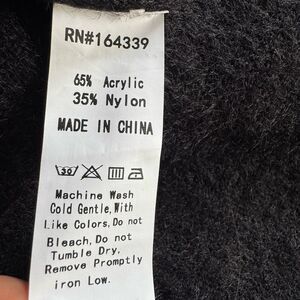 RN#164339
65% Acrylic
35% Nylon
MADE IN CHINA
30
Machine Wash
Cold Gentle, With
Like Colors, Do not
Bleach, Do not
Tumble Dry,
Remove Promptly
iron Low.